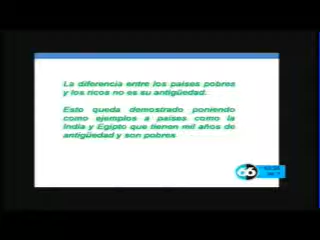 La diferencia entre los países pobres
y los ricos no es su antigüedad.
Esto queda demostrado poniendo
como ejemplos a países como la
India y Egipto que tienen mil años de
antigüedad y son pobres
66